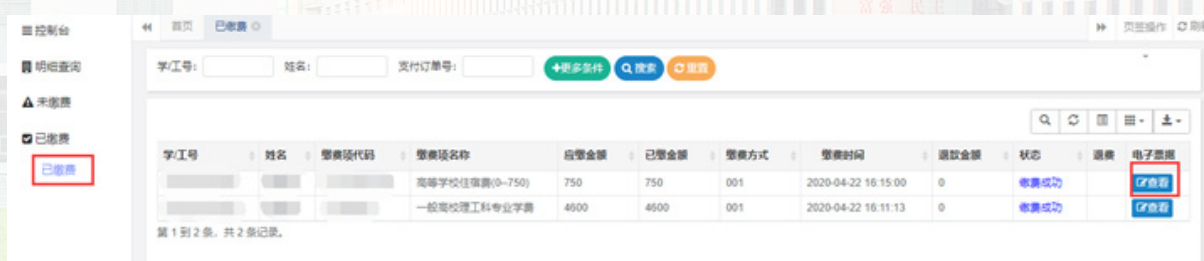 富强 民主
控制台
首页 已缴费
页签操作 刷
明细查询
学/工号: 姓名: 支付订单号: +更多条件 搜索 重置
未缴费
已缴费
已缴费
学/工号 姓名 缴费项代码 缴费项名称 应缴金额 已缴金额 缴费方式 缴费时间 退款金额 状态 退费 电子票据
高等学校住宿费(0--750) 750 750 001 2020-04-22 16:15:00 0 缴费成功 查看
一般高校理工科专业学费 4600 4600 001 2020-04-22 16:11:13 0 缴费成功 查看
第 1 到 2 条,共 2 条记录。